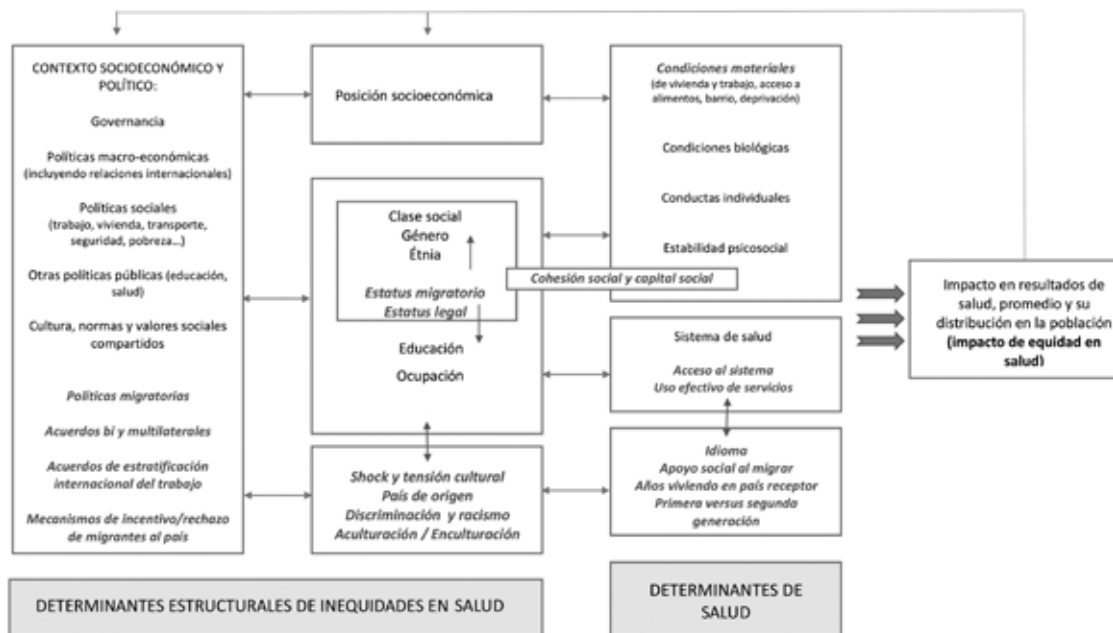 CONTEXTO SOCIOECONÓMICO Y
POLÍTICO:
Governancia
Políticas macro-económicas
(incluyendo relaciones internacionales)
Políticas sociales
(trabajo, vivienda, transporte,
seguridad, pobreza…)
Otras políticas públicas (educación,
salud)
Cultura, normas y valores sociales
compartidos
Políticas migratorias
Acuerdos bi y multilaterales
Acuerdos de estratificación
internacional del trabajo
Mecanismos de incentivo/rechazo
de migrantes al país
Posición socioeconómica
Clase social
Género
Étnia
Estatus migratorio
Estatus legal
Educación
Ocupación
Shock y tensión cultural
País de origen
Discriminación y racismo
Aculturación / Enculturación
Cohesión social y capital social
Condiciones materiales
(de vivienda y trabajo, acceso a
alimentos, barrio, deprivación)
Condiciones biológicas
Conductas individuales
Estabilidad psicosocial
Sistema de salud
Acceso al sistema
Uso efectivo de servicios
Idioma
Apoyo social al migrar
Años viviendo en país receptor
Primera versus segunda
generación
Impacto en resultados de
salud, promedio y su
distribución en la población
(impacto de equidad en
salud)
DETERMINANTES ESTRUCTURALES DE INEQUIDADES EN SALUD
DETERMINANTES DE
SALUD